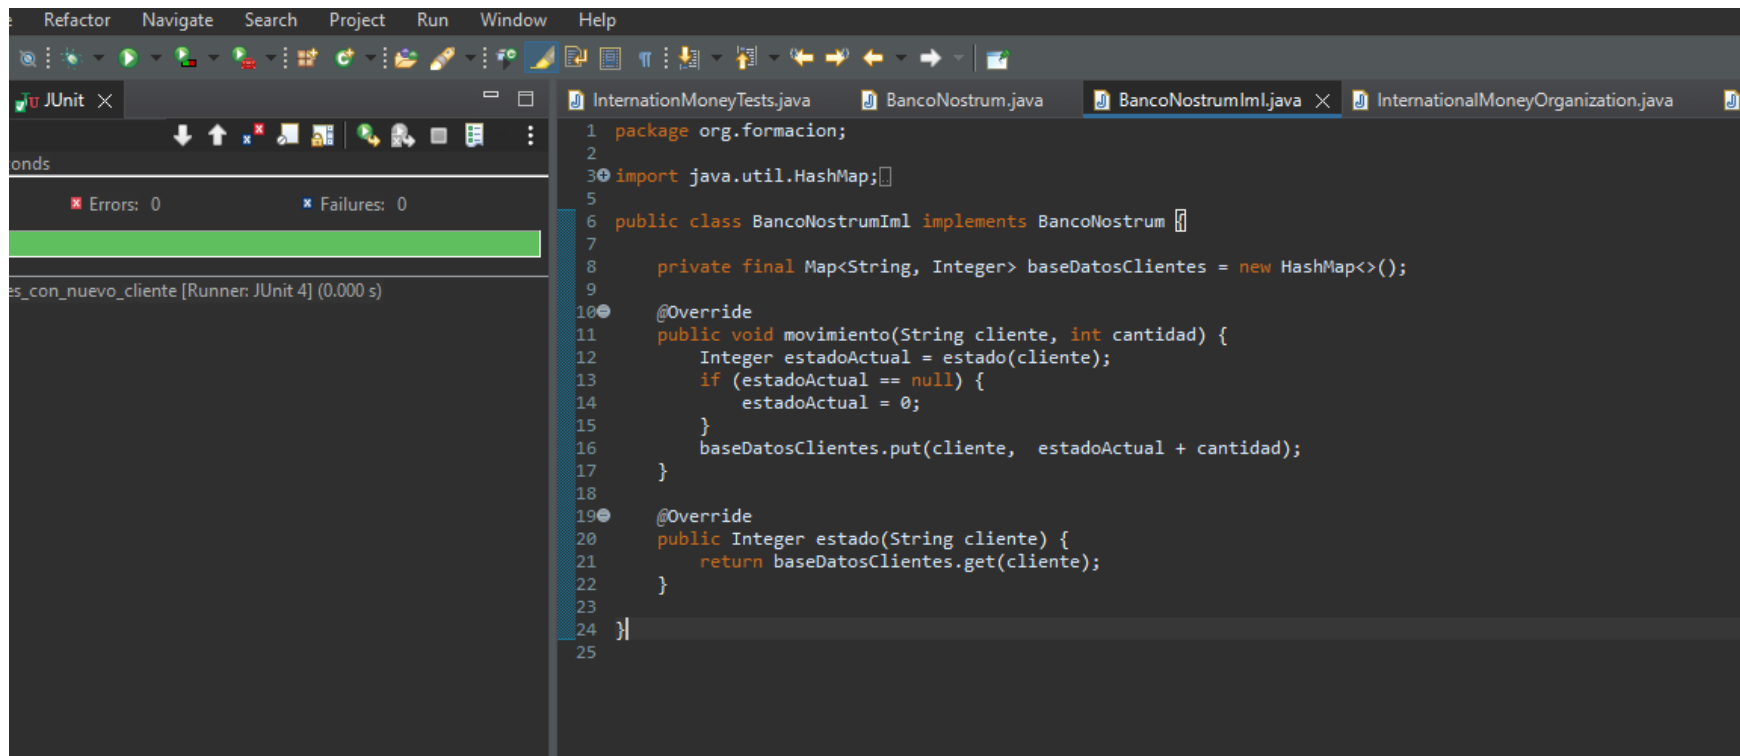 Refactor Navigate Search Project Run Window Help
JUnit
InternationMoneyTests.java BancoNostrum.java BancoNostrumIml.java InternationalMoneyOrganization.java
onds
Errors: 0 Failures: 0
es_con_nuevo_cliente [Runner: JUnit 4] (0.000 s)
1 package org.formacion;
2
3 import java.util.HashMap;
5
6 public class BancoNostrumIml implements BancoNostrum {
7
8 private final Map<String, Integer> baseDatosClientes = new HashMap<>();
9
10 @Override
11 public void movimiento(String cliente, int cantidad) {
12 Integer estadoActual = estado(cliente);
13 if (estadoActual == null) {
14 estadoActual = 0;
15 }
16 baseDatosClientes.put(cliente,  estadoActual + cantidad);
17 }
18
19 @Override
20 public Integer estado(String cliente) {
21 return baseDatosClientes.get(cliente);
22 }
23
24 }
25